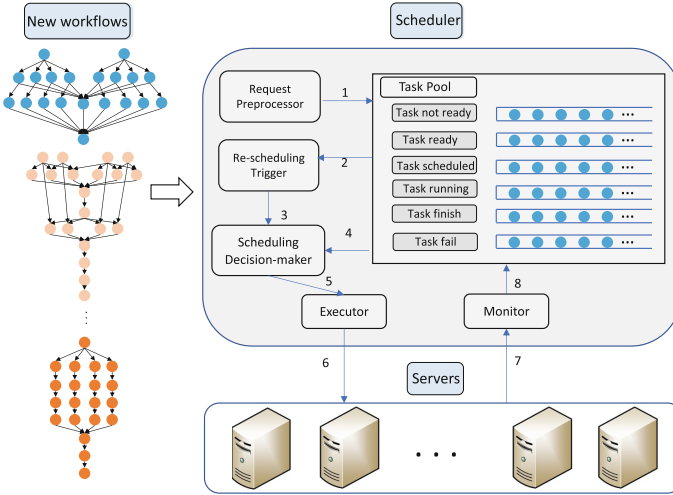 New workflows
Scheduler
Request
Preprocessor
1
Task Pool
Task not ready
...
Task ready
...
Re-scheduling
Trigger
2
Task scheduled
...
Task running
...
3
Task finish
...
Scheduling
Decision-maker
4
Task fail
...
5
8
Executor
Monitor
6
7
Servers
. . . .